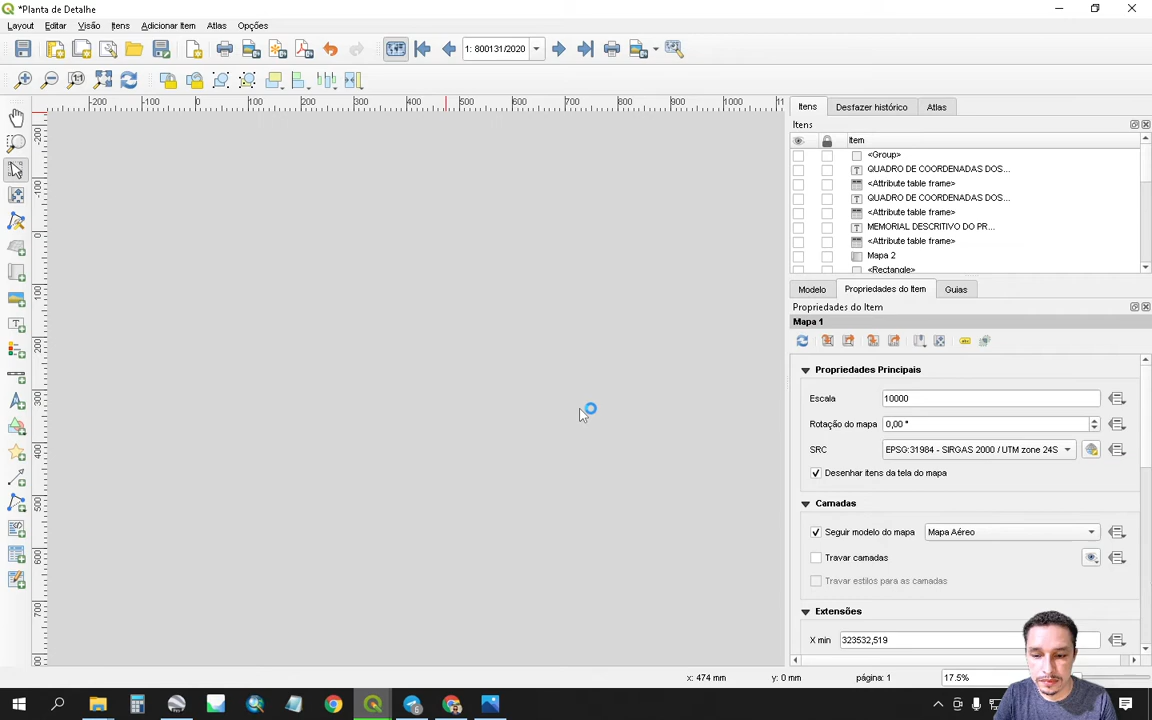 *Planta de Detalhe
Layout Editar Visão Itens Adicionar Item Atlas Opções
1: 800131/2020
-200 -100 0 100 200 300 400 500 600 700 800 900 1000 11
Itens Desfazer histórico Atlas
Itens
Item
<Group>
QUADRO DE COORDENADAS DOS...
<Attribute table frame>
QUADRO DE COORDENADAS DOS...
<Attribute table frame>
MEMORIAL DESCRITIVO DO PR...
<Attribute table frame>
Mapa 2
<Rectangle>
Modelo Propriedades do Item Guias
Propriedades do Item
Mapa 1
Propriedades Principais
Escala 10000
Rotação do mapa 0,00 °
SRC EPSG:31984 - SIRGAS 2000 / UTM zone 24S
Desenhar itens da tela do mapa
Camadas
Seguir modelo do mapa Mapa Aéreo
Travar camadas
Travar estilos para as camadas
Extensões
X min 323532,519
x: 474 mm y: 0 mm página: 1 17.5%